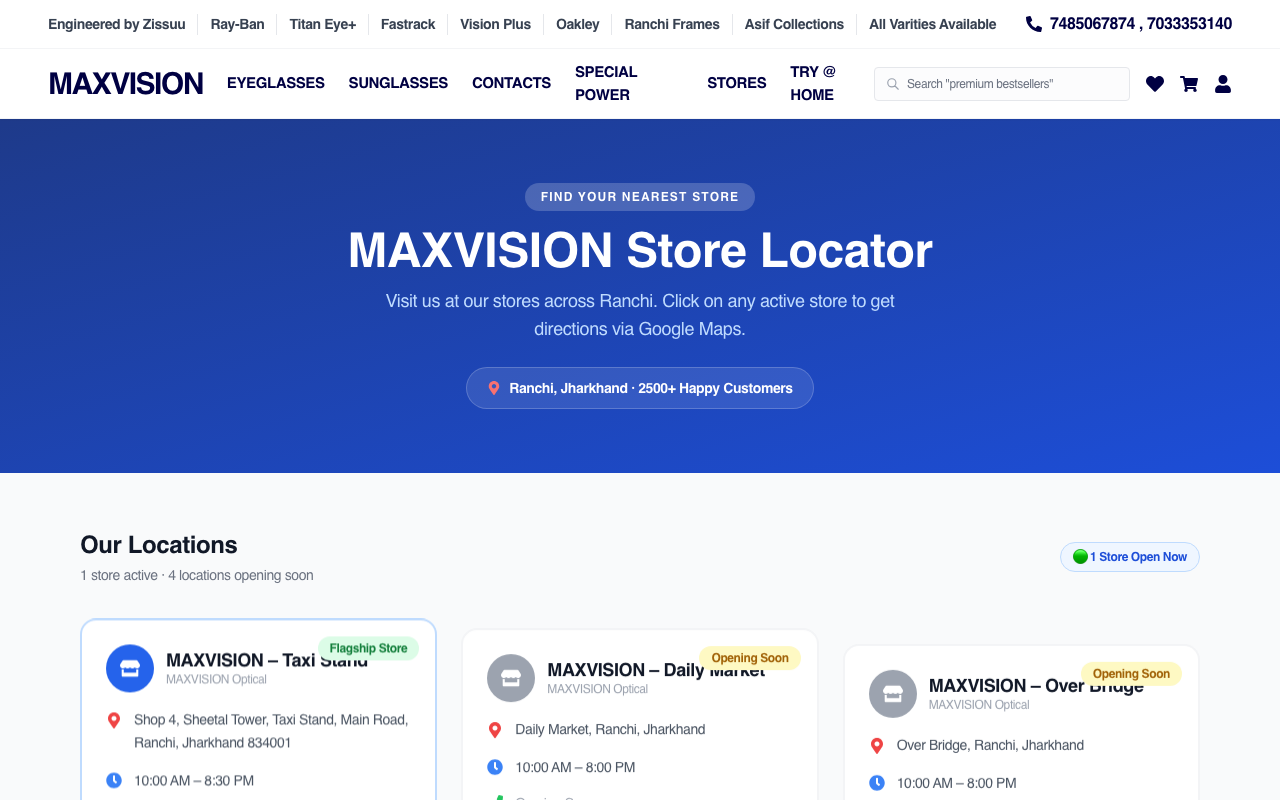 Engineered by Zissuu
Ray-Ban
Titan Eye+
Fastrack
Vision Plus
Oakley
Ranchi Frames
Asif Collections
All Varities Available
7485067874 , 7033353140
MAXVISION
EYEGLASSES
SUNGLASSES
CONTACTS
SPECIAL
POWER
STORES
TRY @
HOME
Search "premium bestsellers"
FIND YOUR NEAREST STORE
MAXVISION Store Locator
Visit us at our stores across Ranchi. Click on any active store to get
directions via Google Maps.
Ranchi, Jharkhand · 2500+ Happy Customers
Our Locations
1 store active · 4 locations opening soon
1 Store Open Now
Flagship Store
MAXVISION – Taxi Stand
MAXVISION Optical
Shop 4, Sheetal Tower, Taxi Stand, Main Road,
Ranchi, Jharkhand 834001
10:00 AM – 8:30 PM
Opening Soon
MAXVISION – Daily Market
MAXVISION Optical
Daily Market, Ranchi, Jharkhand
10:00 AM – 8:00 PM
Opening Soon
MAXVISION – Over Bridge
MAXVISION Optical
Over Bridge, Ranchi, Jharkhand
10:00 AM – 8:00 PM